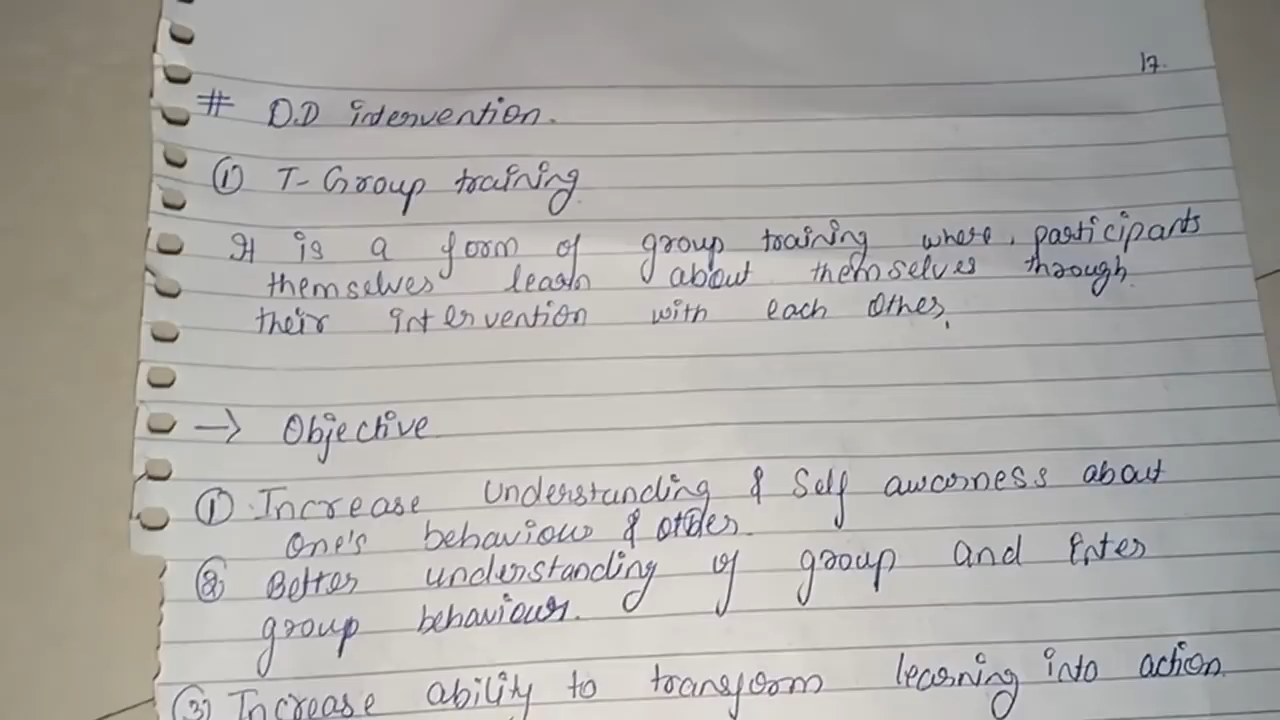 17.
# O.D intervention.
① T-Group training.
It is a form of group training where, participants
themselves learn about themselves through
their intervention with each other.
→ Objective
① Increase Understanding & Self awarness about
One's behaviour & other
② Better understanding of group and Inter
group behaviour.
③ Increase ability to transform learning into action